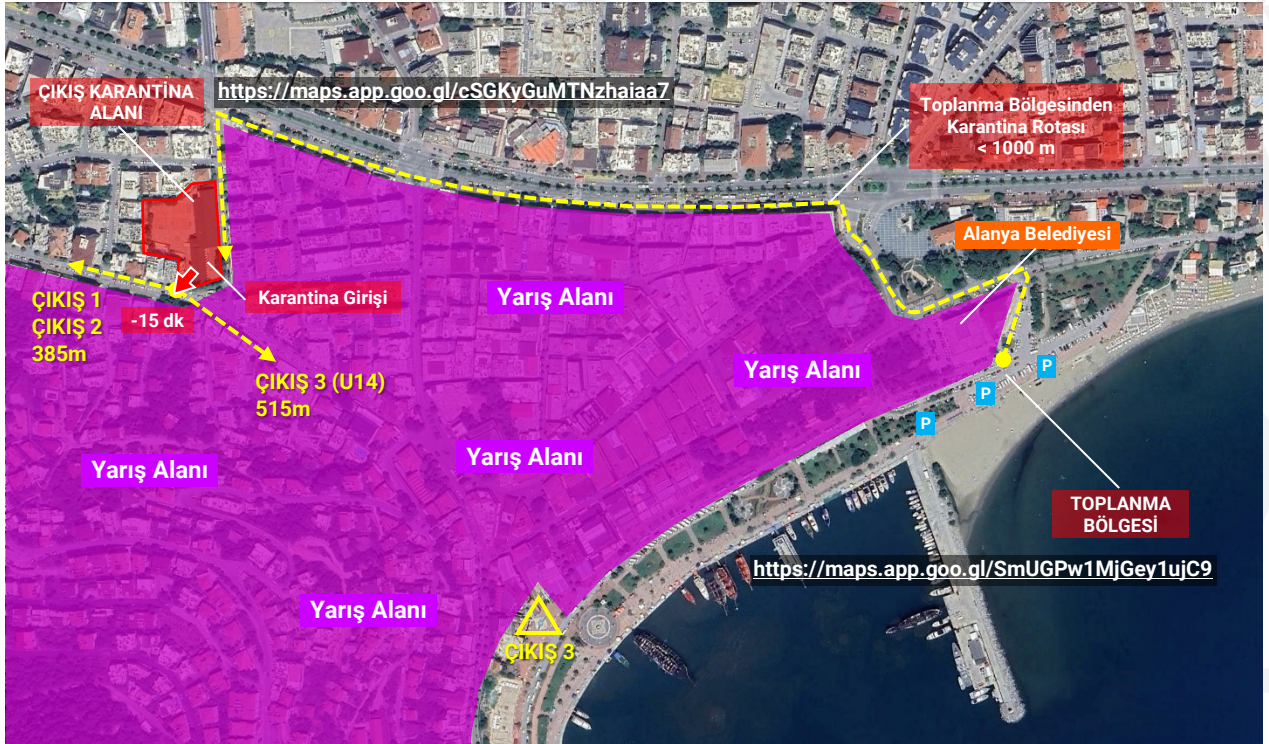 ÇIKIŞ KARANTİNA
ALANI
https://maps.app.goo.gl/cSGKyGuMTNzhaiaa7
Toplanma Bölgesinden
Karantina Rotası
< 1000 m
Alanya Belediyesi
Karantina Girişi
Yarış Alanı
ÇIKIŞ 1
ÇIKIŞ 2
385m
-15 dk
ÇIKIŞ 3 (U14)
515m
Yarış Alanı
P
P
P
Yarış Alanı
Yarış Alanı
TOPLANMA
BÖLGESİ
https://maps.app.goo.gl/SmUGPw1MjGey1ujC9
Yarış Alanı
ÇIKIŞ 3